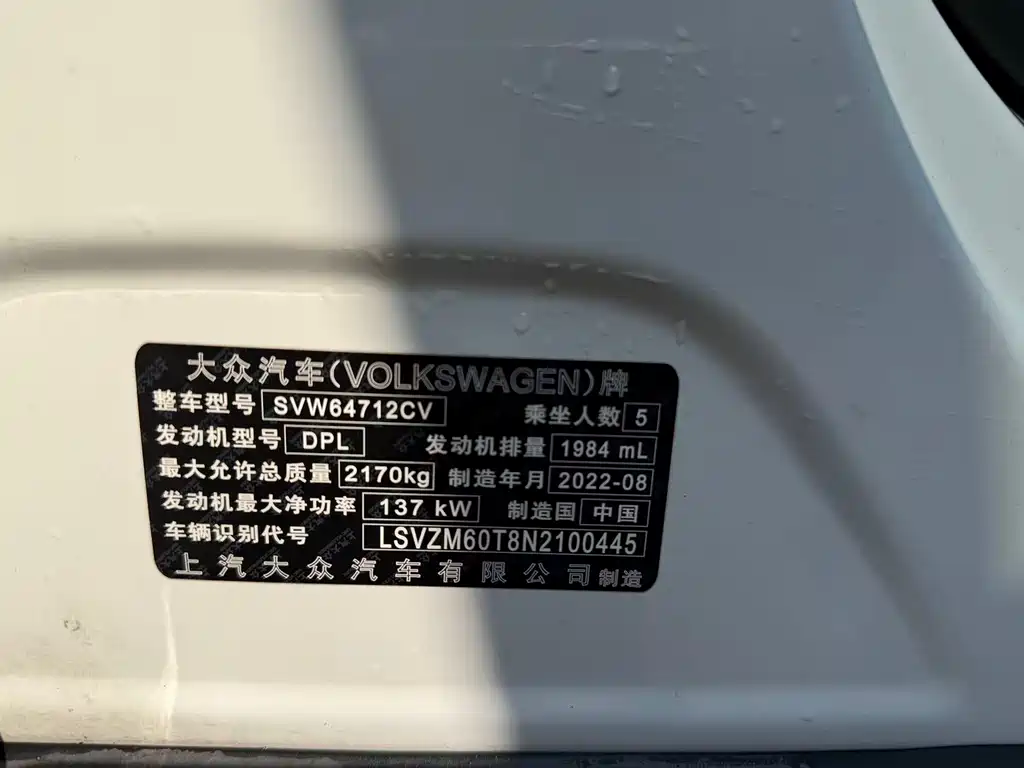 大众汽车(VOLKSWAGEN)牌
整车型号 SVW64712CV 乘坐人数 5
发动机型号 DPL 发动机排量 1984 mL
最大允许总质量 2170kg 制造年月 2022-08
发动机最大净功率 137 kW 制造国 中国
车辆识别代号 LSVZM60T8N2100445
上汽大众汽车有限公司制造